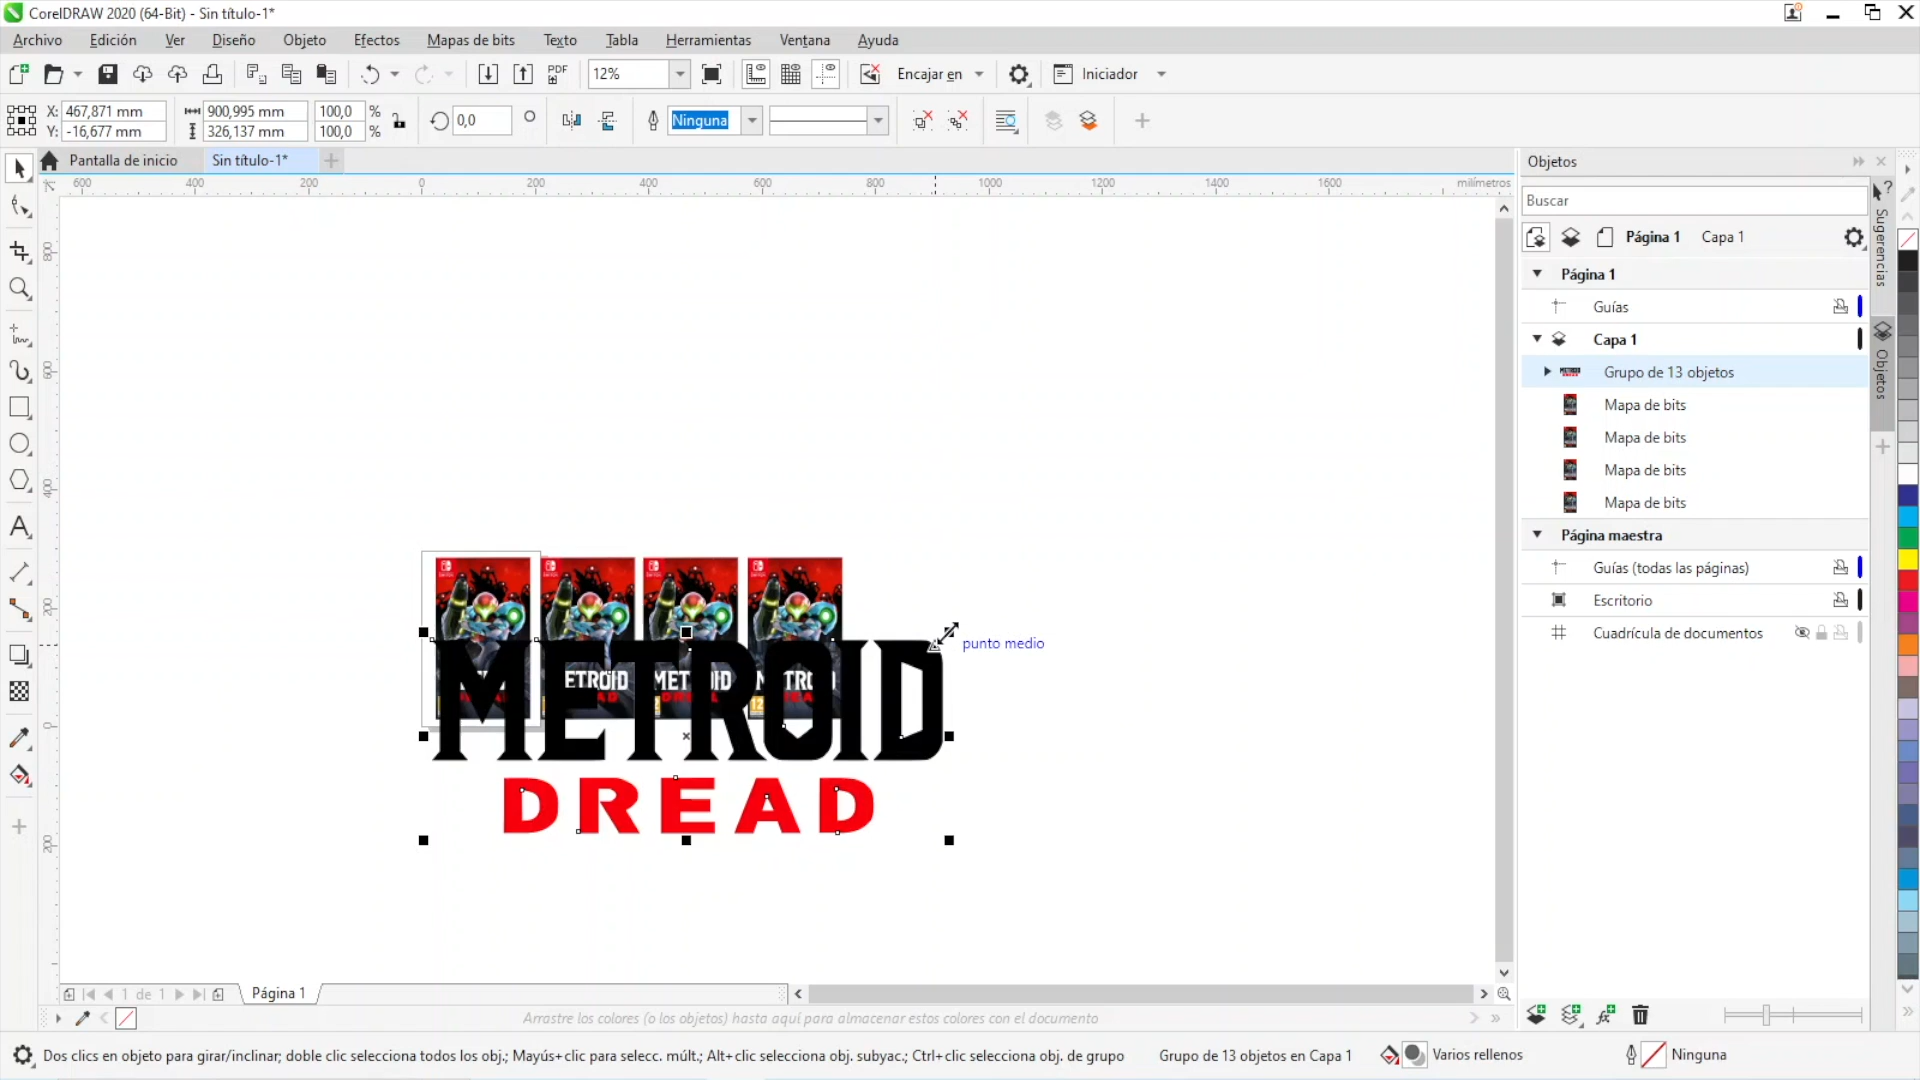 CorelDRAW 2020 (64-Bit) - Sin título-1*
Archivo Edición Ver Diseño Objeto Efectos Mapas de bits Texto Tabla Herramientas Ventana Ayuda
PDF 12% Encajar en Iniciador
X: 467,871 mm 900,995 mm 100,0 % 0,0 Ninguna
Y: -16,677 mm 326,137 mm 100,0 %
Pantalla de inicio Sin título-1*
600 400 200 0 200 400 600 800 1000 1200 1400 1600 milímetros
800
600
400
200
0
200
punto medio
METROID
DREAD
Objetos
Buscar
Página 1 Capa 1
Página 1
Guías
Capa 1
Grupo de 13 objetos
Mapa de bits
Mapa de bits
Mapa de bits
Mapa de bits
Página maestra
Guías (todas las páginas)
Escritorio
Cuadrícula de documentos
Sugerencias
Objetos
1 de 1 Página 1
Arrastre los colores (o los objetos) hasta aquí para almacenar estos colores con el documento
Dos clics en objeto para girar/inclinar; doble clic selecciona todos los obj.; Mayús+clic para selecc. múlt.; Alt+clic selecciona obj. subyac.; Ctrl+clic selecciona obj. de grupo Grupo de 13 objetos en Capa 1 Varios rellenos Ninguna